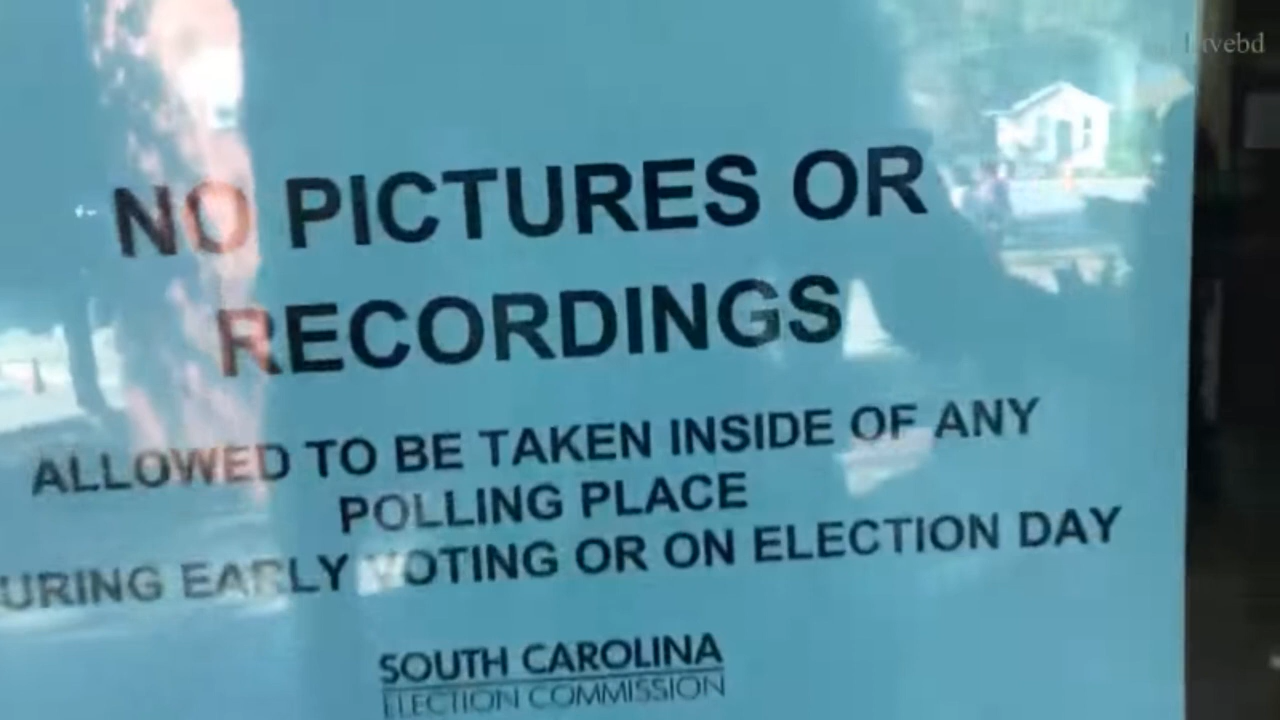 NO PICTURES OR
RECORDINGS
ALLOWED TO BE TAKEN INSIDE OF ANY
POLLING PLACE
URING EARLY VOTING OR ON ELECTION DAY
SOUTH CAROLINA
ELECTION COMMISSION